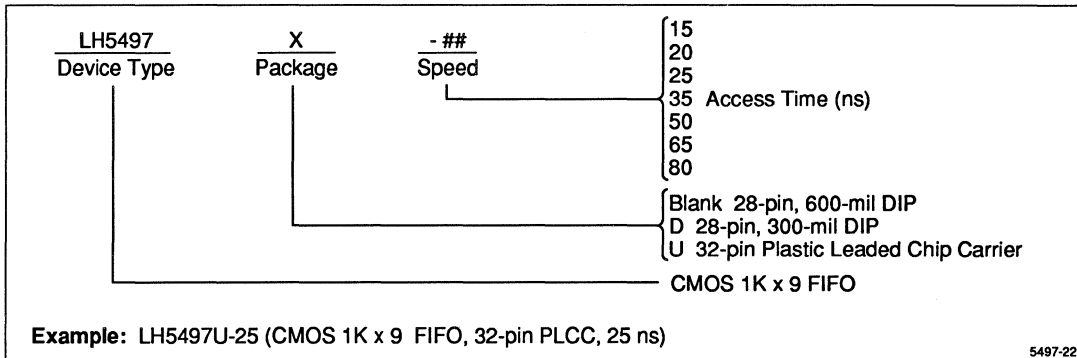 LH5497 X - ##
Device Type Package Speed
15
20
25
35 Access Time (ns)
50
65
80
Blank 28-pin, 600-mil DIP
D 28-pin, 300-mil DIP
U 32-pin Plastic Leaded Chip Carrier
CMOS 1K x 9 FIFO
Example: LH5497U-25 (CMOS 1K x 9 FIFO, 32-pin PLCC, 25 ns)
5497-22